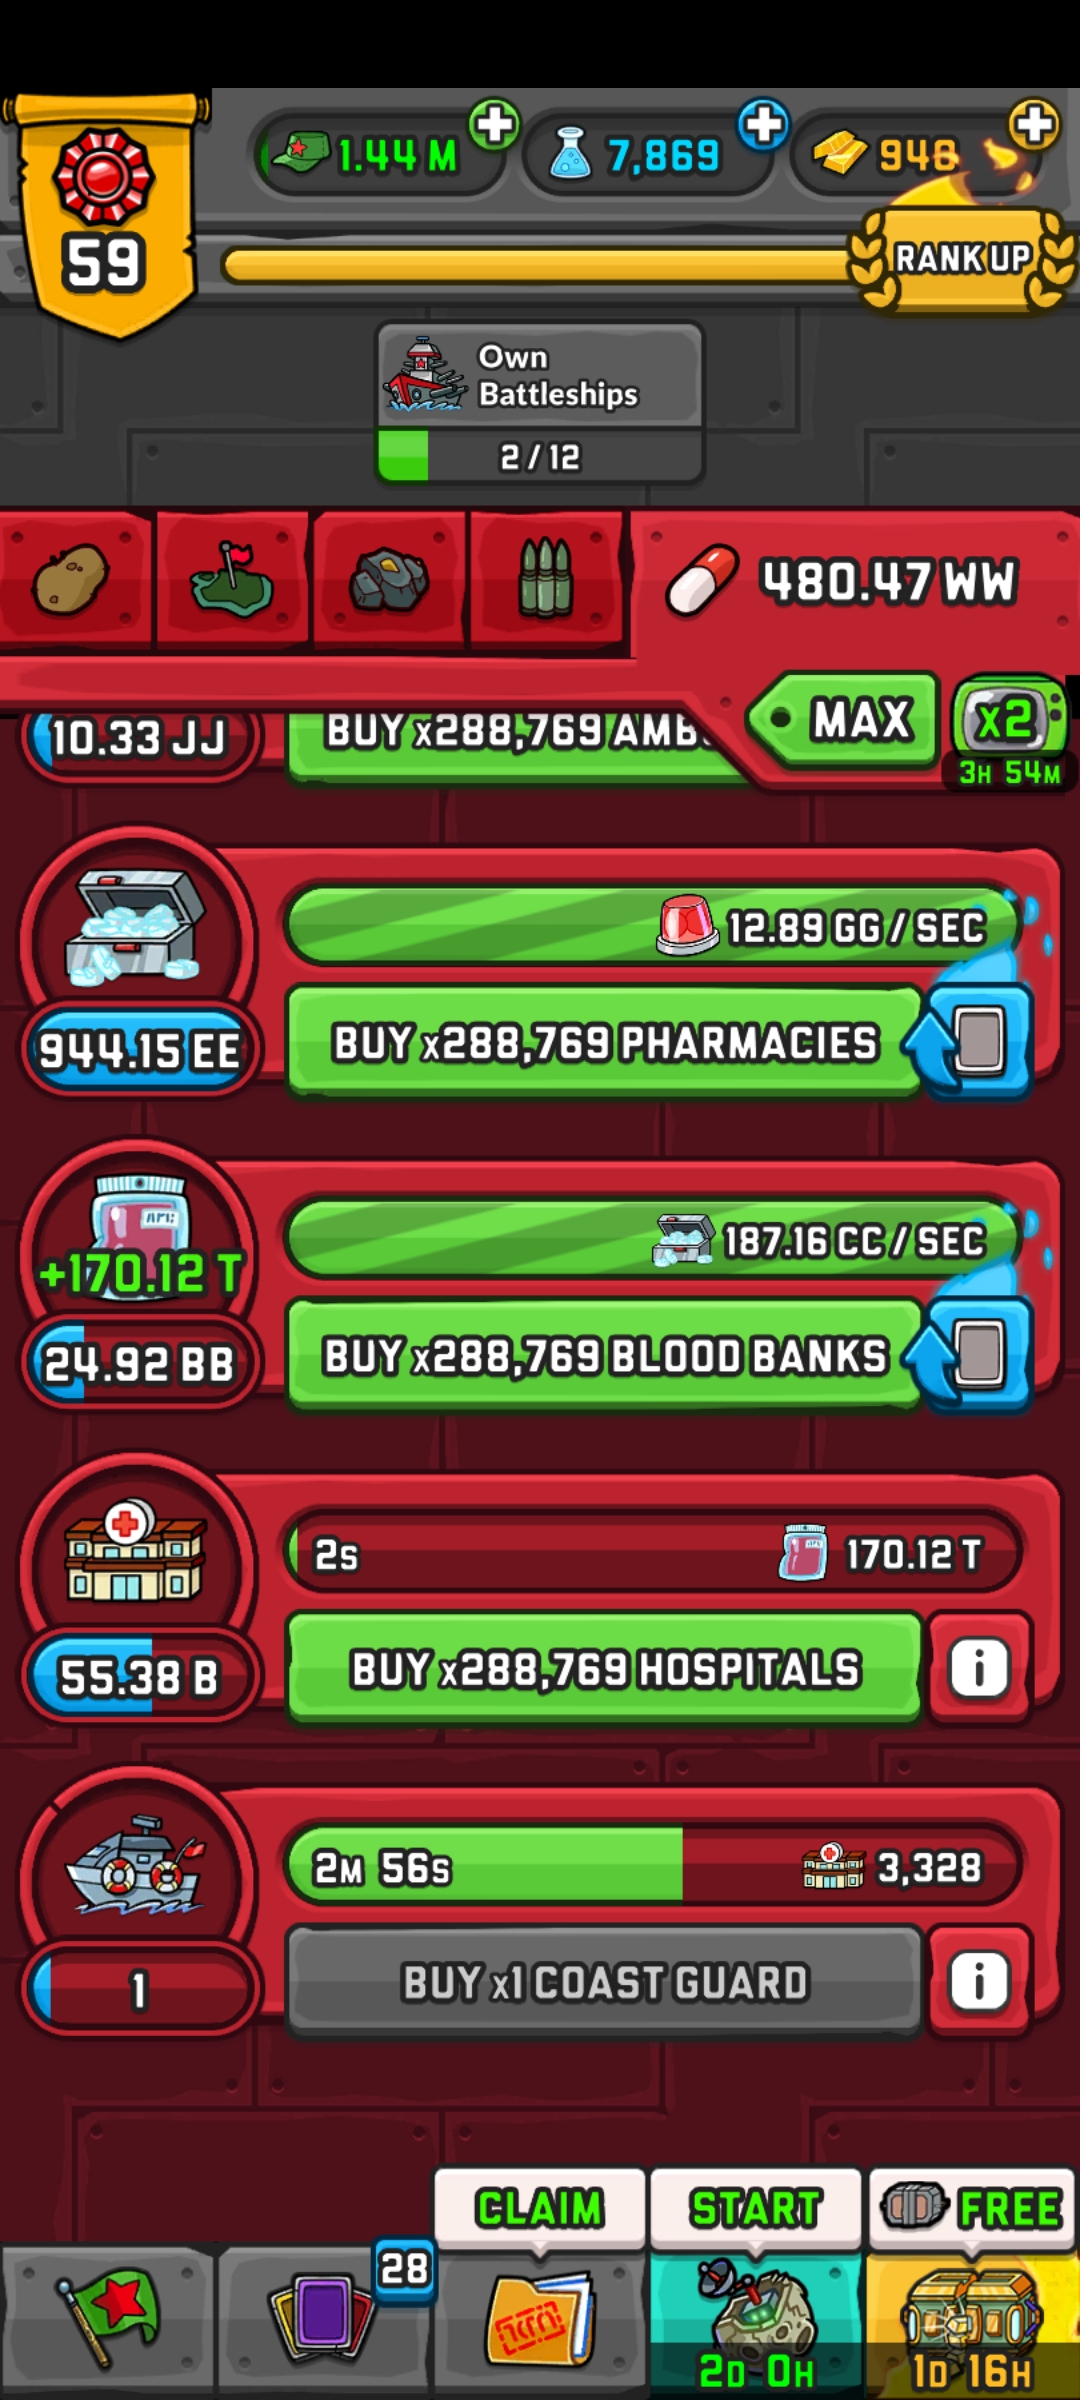 1.44 M
7,869
948
59
RANK UP
Own
Battleships
2 / 12
480.47 WW
MAX
x2
3H 54M
10.33 JJ
BUY x288,769 AMB
12.89 GG / SEC
944.15 EE
BUY x288,769 PHARMACIES
187.16 CC / SEC
+170.12 T
24.92 BB
BUY x288,769 BLOOD BANKS
2S
170.12 T
55.38 B
BUY x288,769 HOSPITALS
i
2M 56S
3,328
1
BUY x1 COAST GUARD
i
CLAIM
START
FREE
28
2D 0H
1D 16H